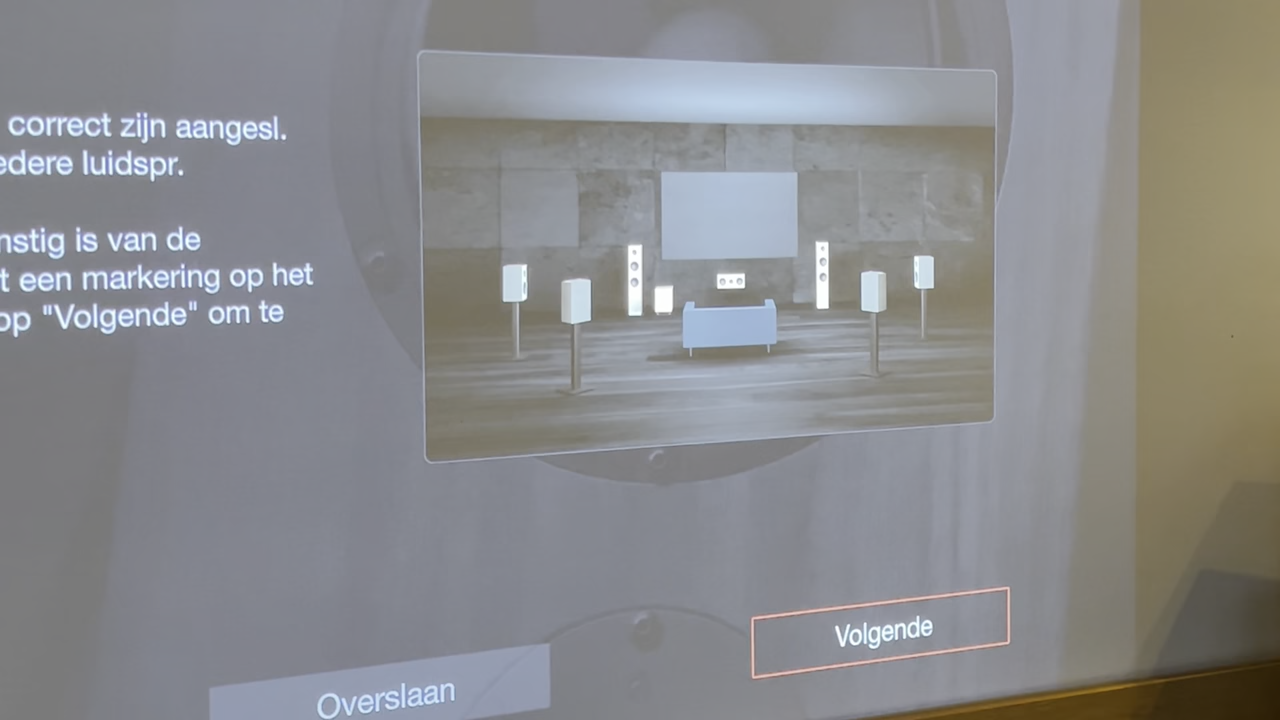 correct zijn aangesl.
edere luidspr.
nstig is van de
t een markering op het
op "Volgende" om te
Volgende
Overslaan